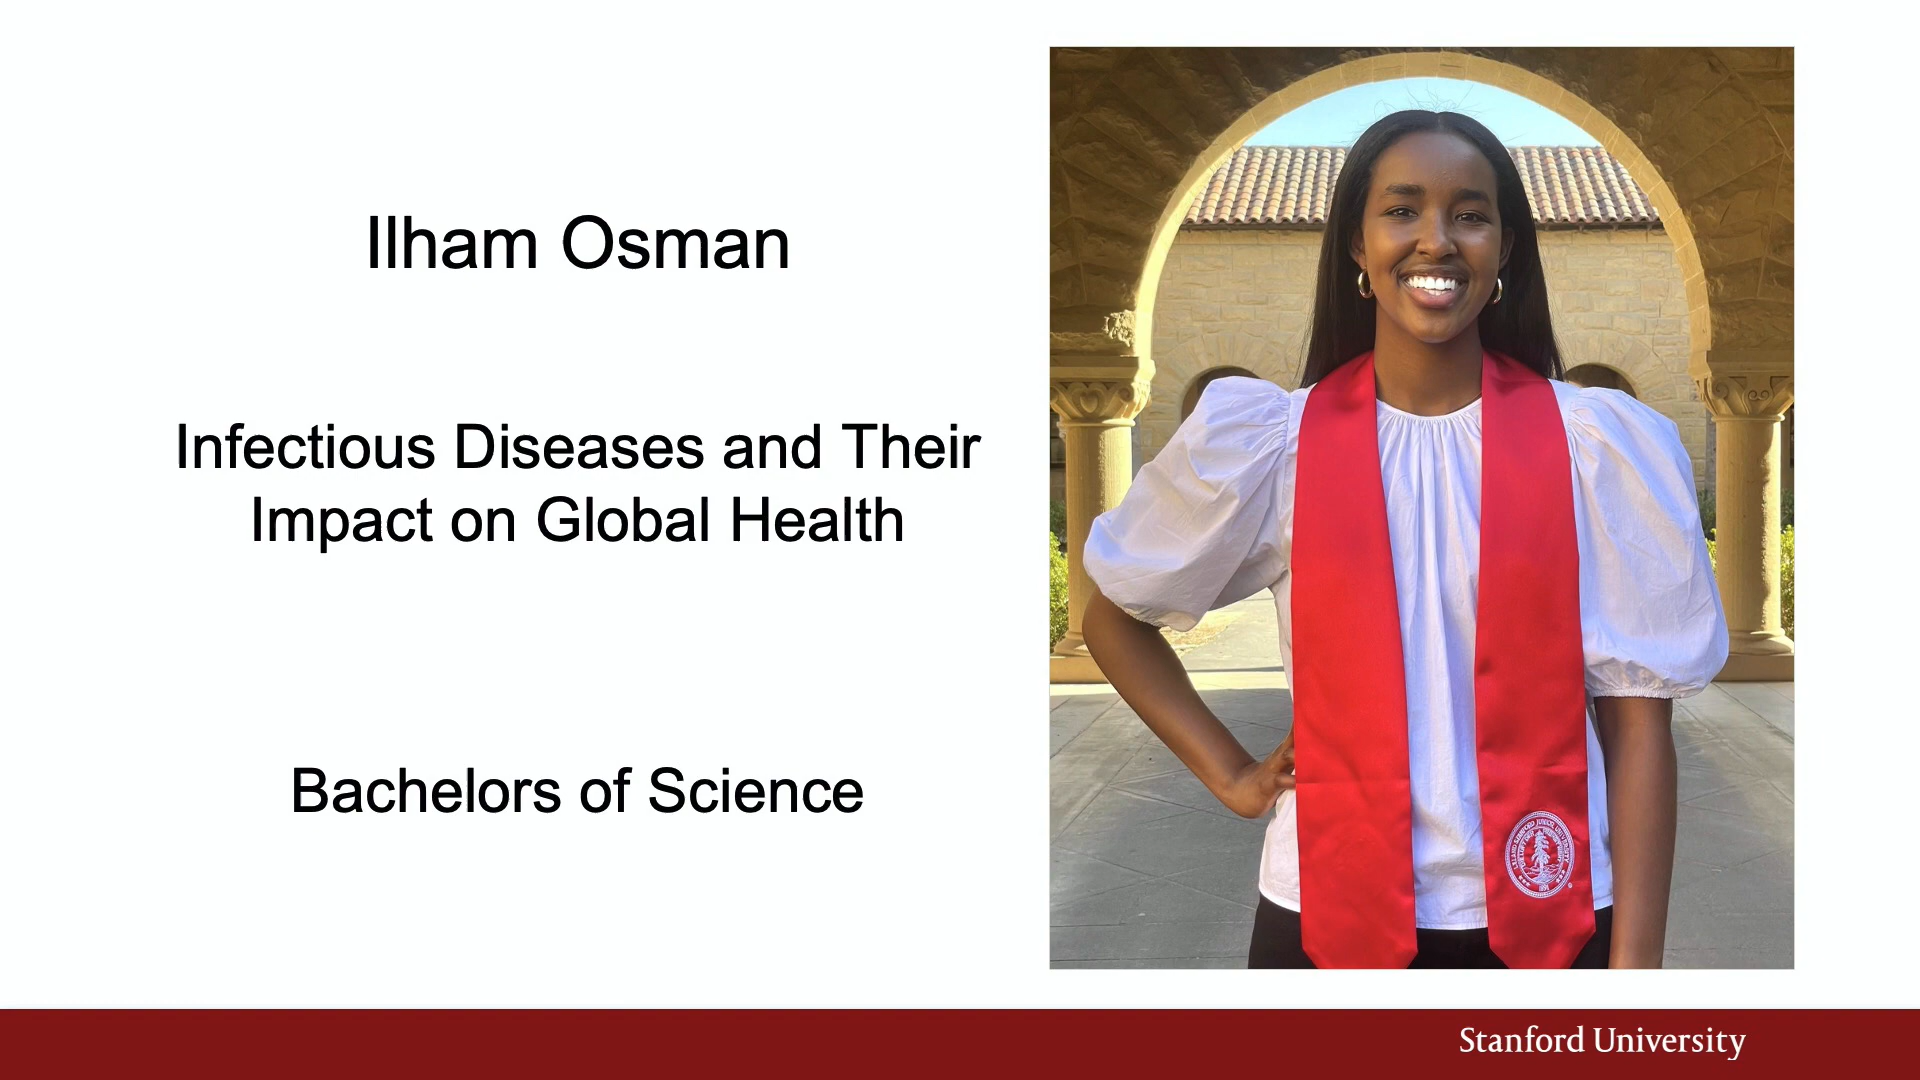 Ilham Osman
Infectious Diseases and Their
Impact on Global Health
Bachelors of Science
Stanford University